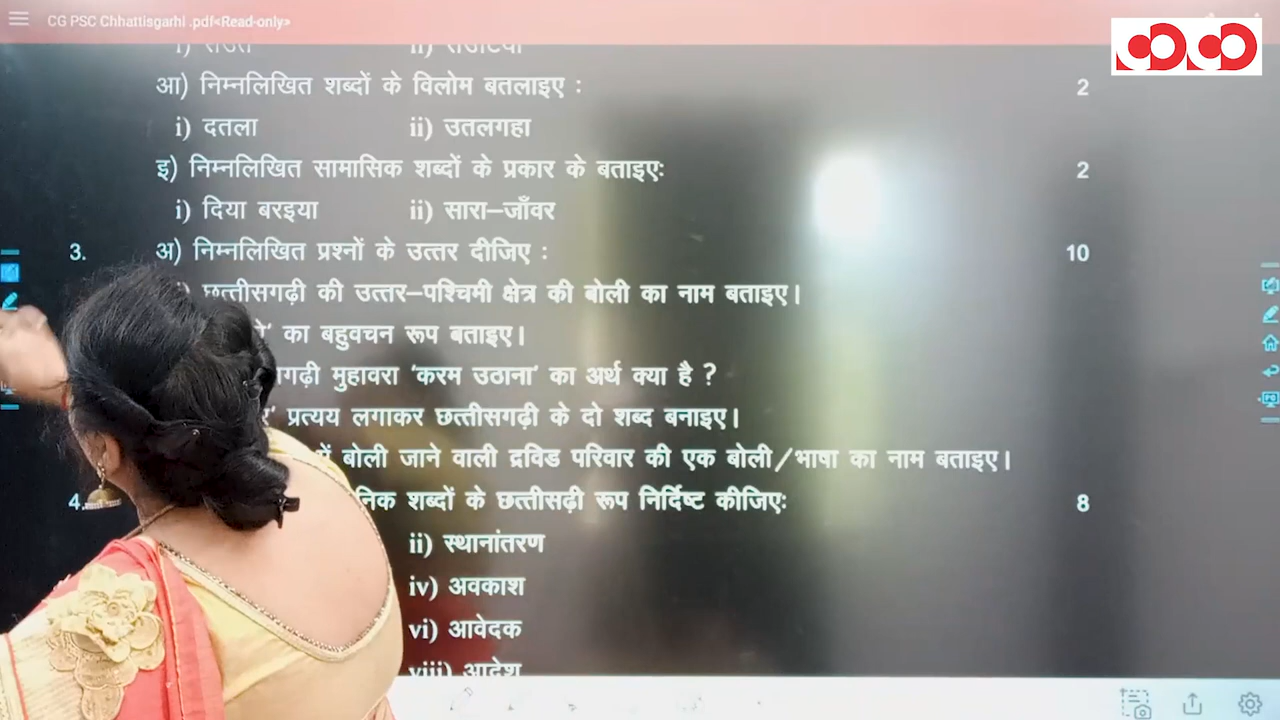 CG PSC Chhattisgarhi .pdf<Read-only>
आ) निम्नलिखित शब्दों के विलोम बतलाइए : 2
i) दतला ii) उतलगहा
इ) निम्नलिखित सामासिक शब्दों के प्रकार के बताइएः 2
i) दिया बरइया ii) सारा–जाँवर
3. अ) निम्नलिखित प्रश्नों के उत्तर दीजिए : 10
छत्तीसगढ़ी की उत्तर–पश्चिमी क्षेत्र की बोली का नाम बताइए।
का बहुवचन रूप बताइए।
मुहावरा ‘करम उठाना’ का अर्थ क्या है ?
प्रत्यय लगाकर छत्तीसगढ़ी के दो शब्द बनाइए।
बोली जाने वाली द्रविड परिवार की एक बोली/भाषा का नाम बताइए।
4. शब्दों के छत्तीसढ़ी रूप निर्दिष्ट कीजिएः 8
ii) स्थानांतरण
iv) अवकाश
vi) आवेदक
viii) आदेश